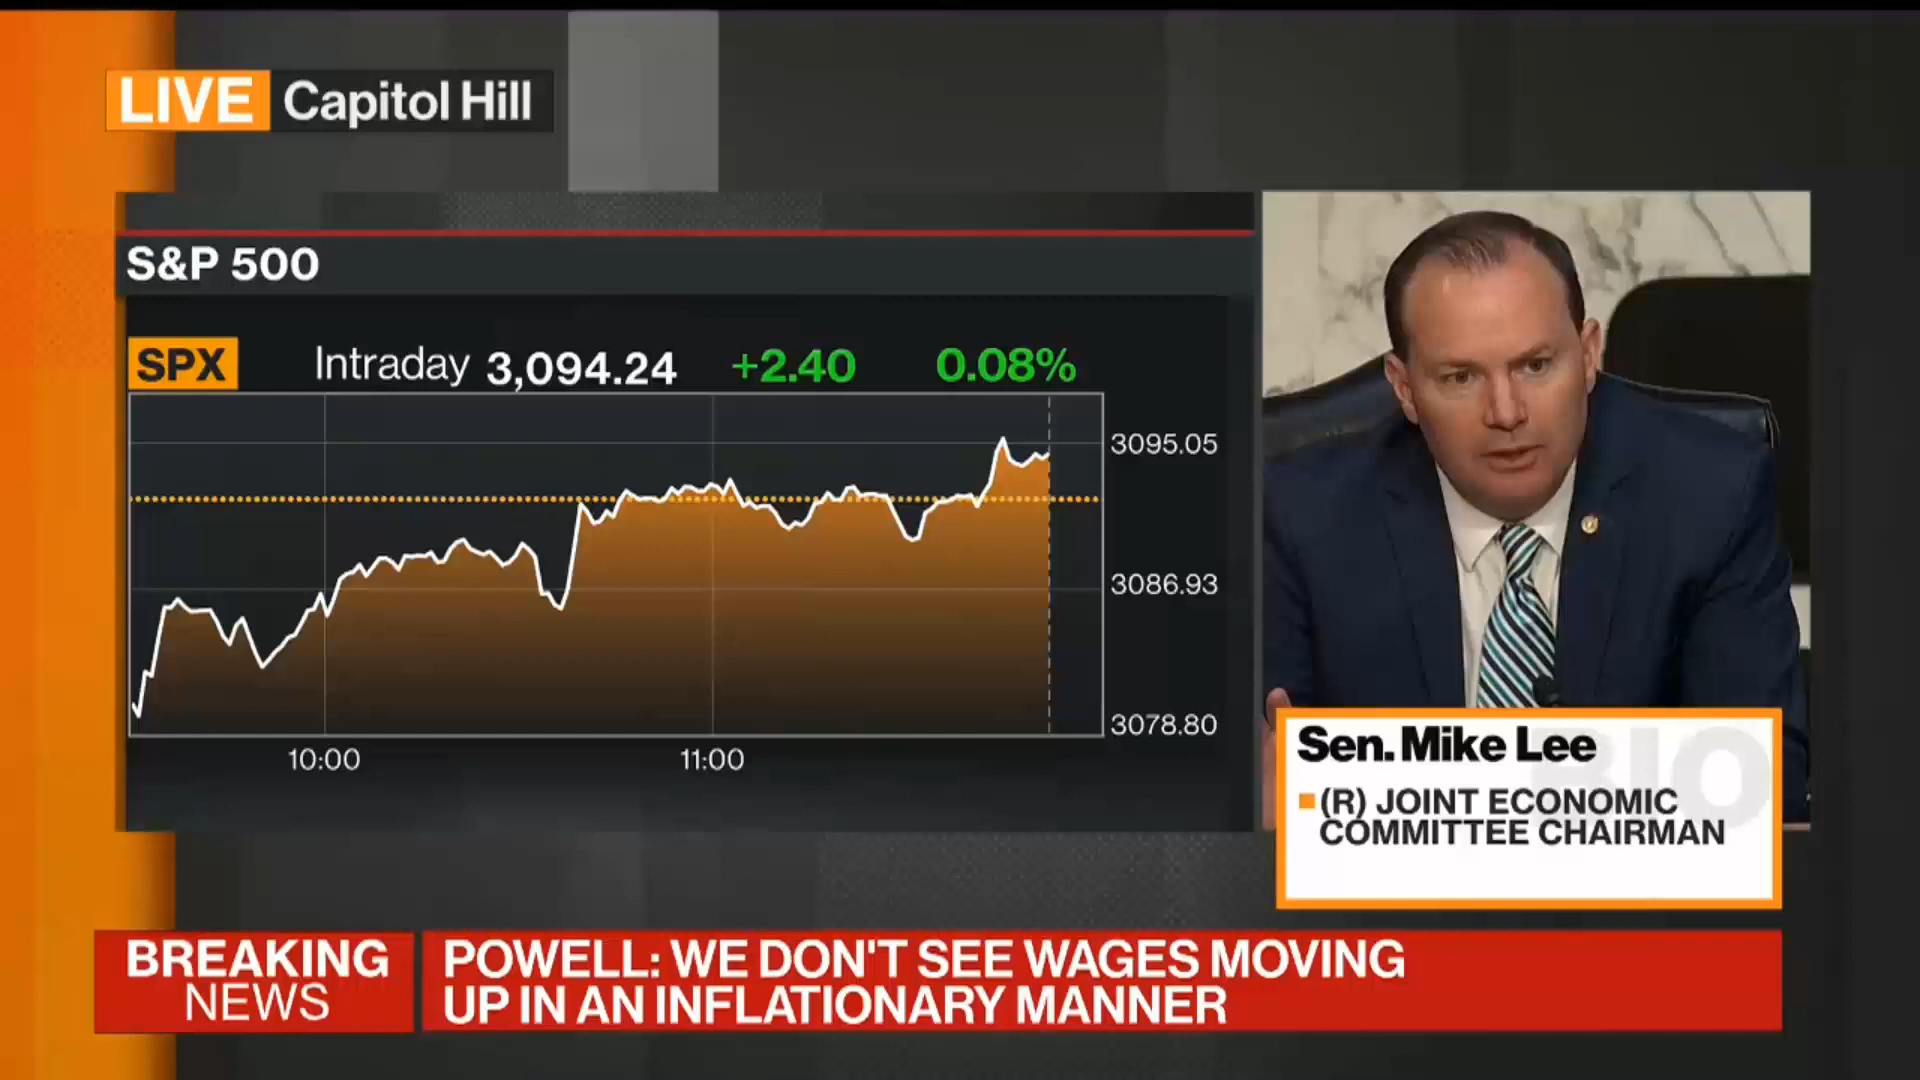 LIVE Capitol Hill
S&P 500
SPX Intraday 3,094.24 +2.40 0.08%
3095.05
3086.93
3078.80
10:00 11:00
BIO
Sen. Mike Lee
(R) JOINT ECONOMIC
COMMITTEE CHAIRMAN
BREAKING
NEWS
POWELL: WE DON'T SEE WAGES MOVING
UP IN AN INFLATIONARY MANNER